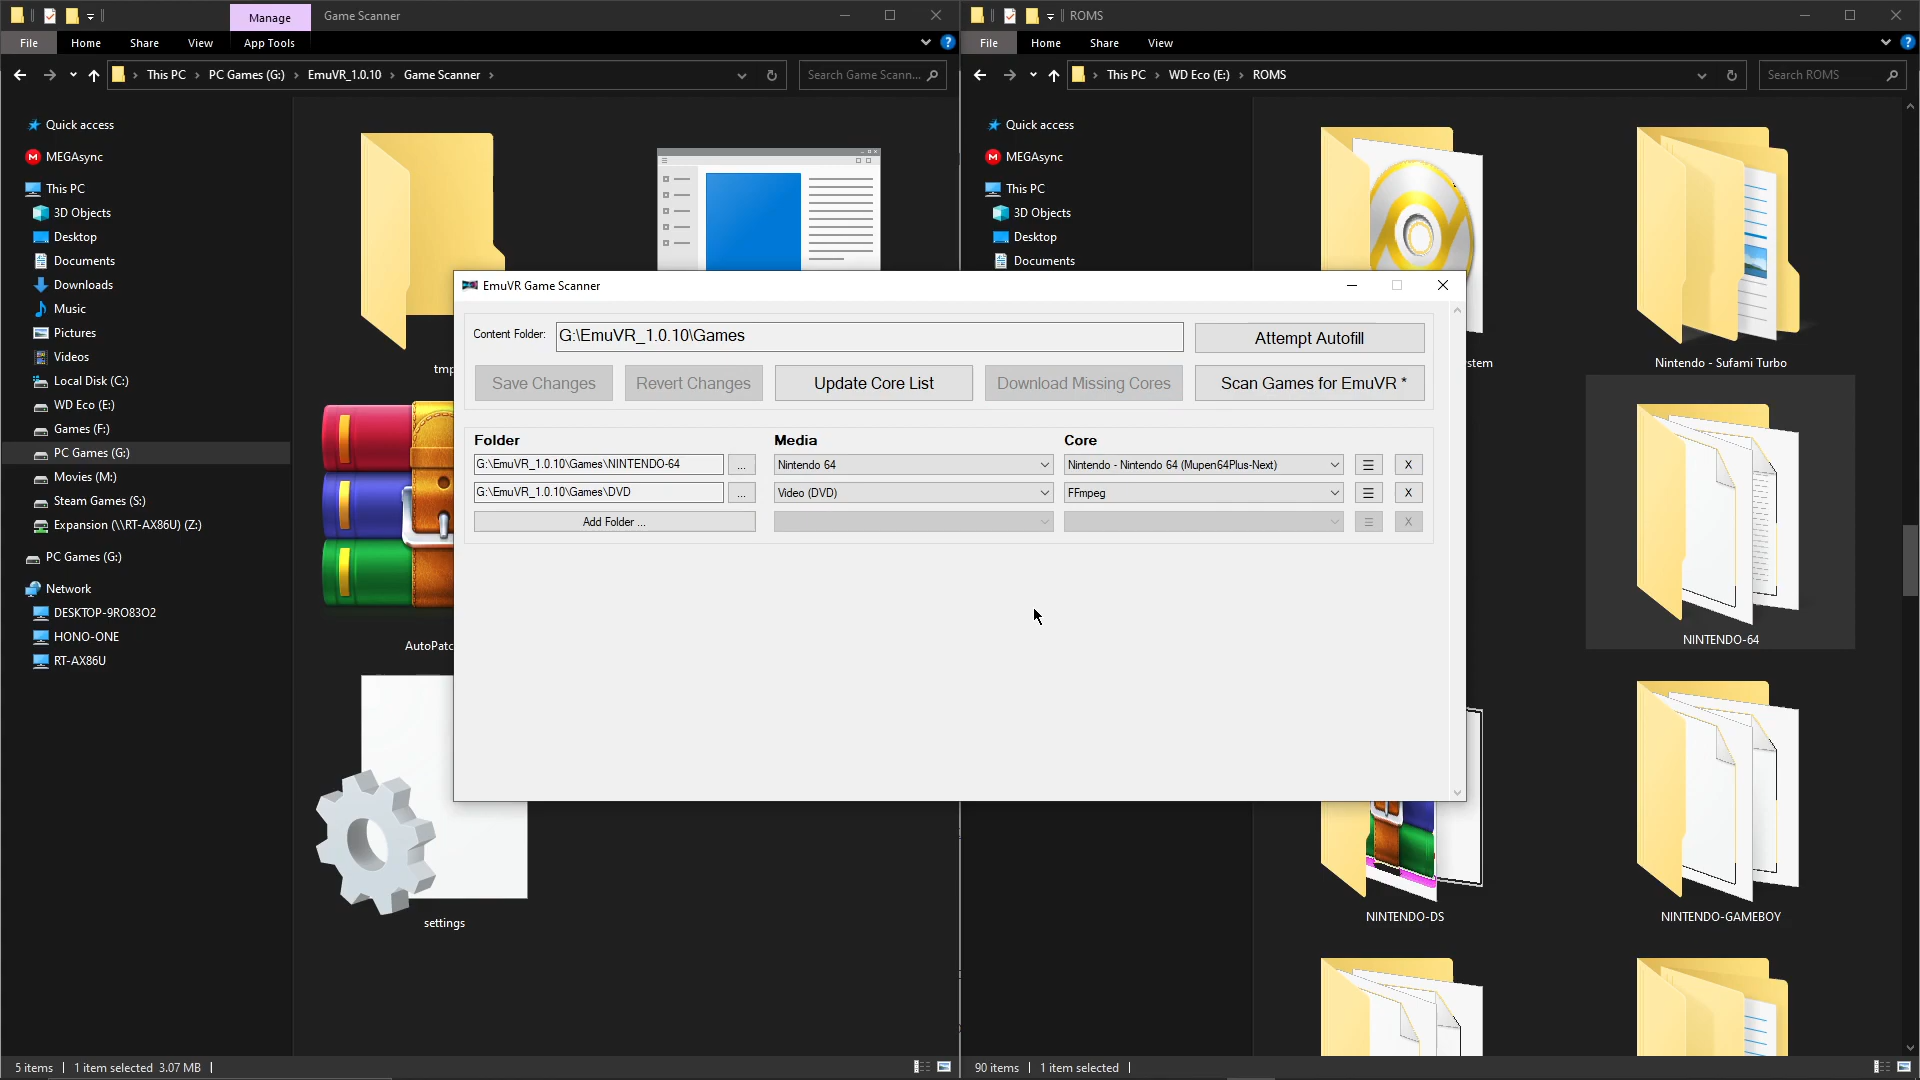 Manage
Game Scanner
File
Home
Share
View
App Tools
This PC
PC Games (G:)
EmuVR_1.0.10
Game Scanner
Search Game Scann...
Quick access
MEGAsync
This PC
3D Objects
Desktop
Documents
Downloads
Music
Pictures
Videos
Local Disk (C:)
WD Eco (E:)
Games (F:)
PC Games (G:)
Movies (M:)
Steam Games (S:)
Expansion (\\RT-AX86U) (Z:)
PC Games (G:)
Network
DESKTOP-9RO83O2
HONO-ONE
RT-AX86U
tmp
AutoPatc
settings
5 items
1 item selected 3.07 MB
ROMS
File
Home
Share
View
This PC
WD Eco (E:)
ROMS
Search ROMS
Quick access
MEGAsync
This PC
3D Objects
Desktop
Documents
stem
Nintendo - Sufami Turbo
NINTENDO-64
NINTENDO-DS
NINTENDO-GAMEBOY
90 items
1 item selected
EmuVR Game Scanner
Content Folder:
G:\EmuVR_1.0.10\Games
Attempt Autofill
Save Changes
Revert Changes
Update Core List
Download Missing Cores
Scan Games for EmuVR *
Folder
Media
Core
G:\EmuVR_1.0.10\Games\NINTENDO-64
...
Nintendo 64
Nintendo - Nintendo 64 (Mupen64Plus-Next)
X
G:\EmuVR_1.0.10\Games\DVD
...
Video (DVD)
FFmpeg
X
Add Folder ...
X